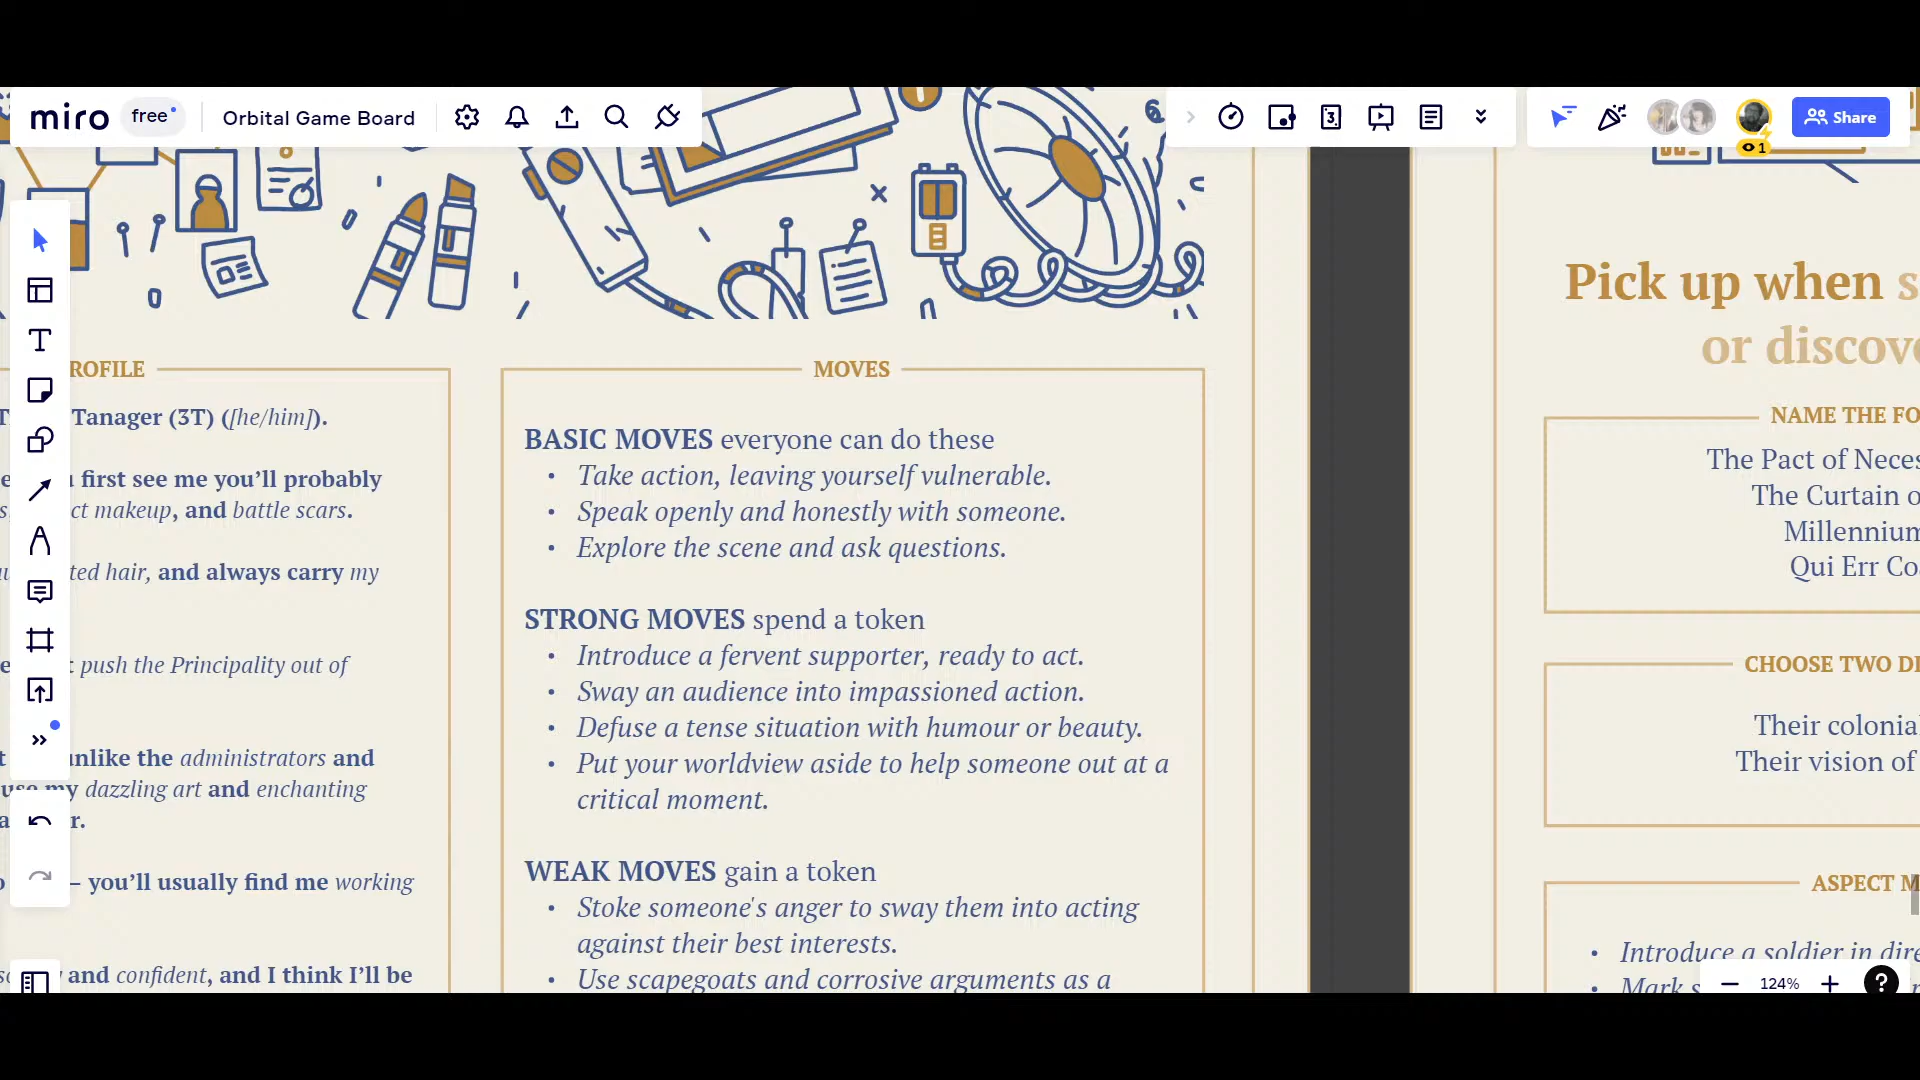 miro free Orbital Game Board
Share
1
ROFILE
Tanager (3T) ([he/him]).
first see me you'll probably
makeup, and battle scars.
hair, and always carry my
push the Principality out of
unlike the administrators and
my dazzling art and enchanting
– you'll usually find me working
and confident, and I think I'll be
MOVES
BASIC MOVES everyone can do these
• Take action, leaving yourself vulnerable.
• Speak openly and honestly with someone.
• Explore the scene and ask questions.
STRONG MOVES spend a token
• Introduce a fervent supporter, ready to act.
• Sway an audience into impassioned action.
• Defuse a tense situation with humour or beauty.
• Put your worldview aside to help someone out at a
critical moment.
WEAK MOVES gain a token
• Stoke someone's anger to sway them into acting
against their best interests.
• Use scapegoats and corrosive arguments as a
Pick up when s
or discov
NAME THE FO
The Pact of Neces
The Curtain o
Millennium
Qui Err Co
CHOOSE TWO DI
Their colonia
Their vision of
ASPECT M
• Introduce a soldier in dire
• Mark s
124%
?